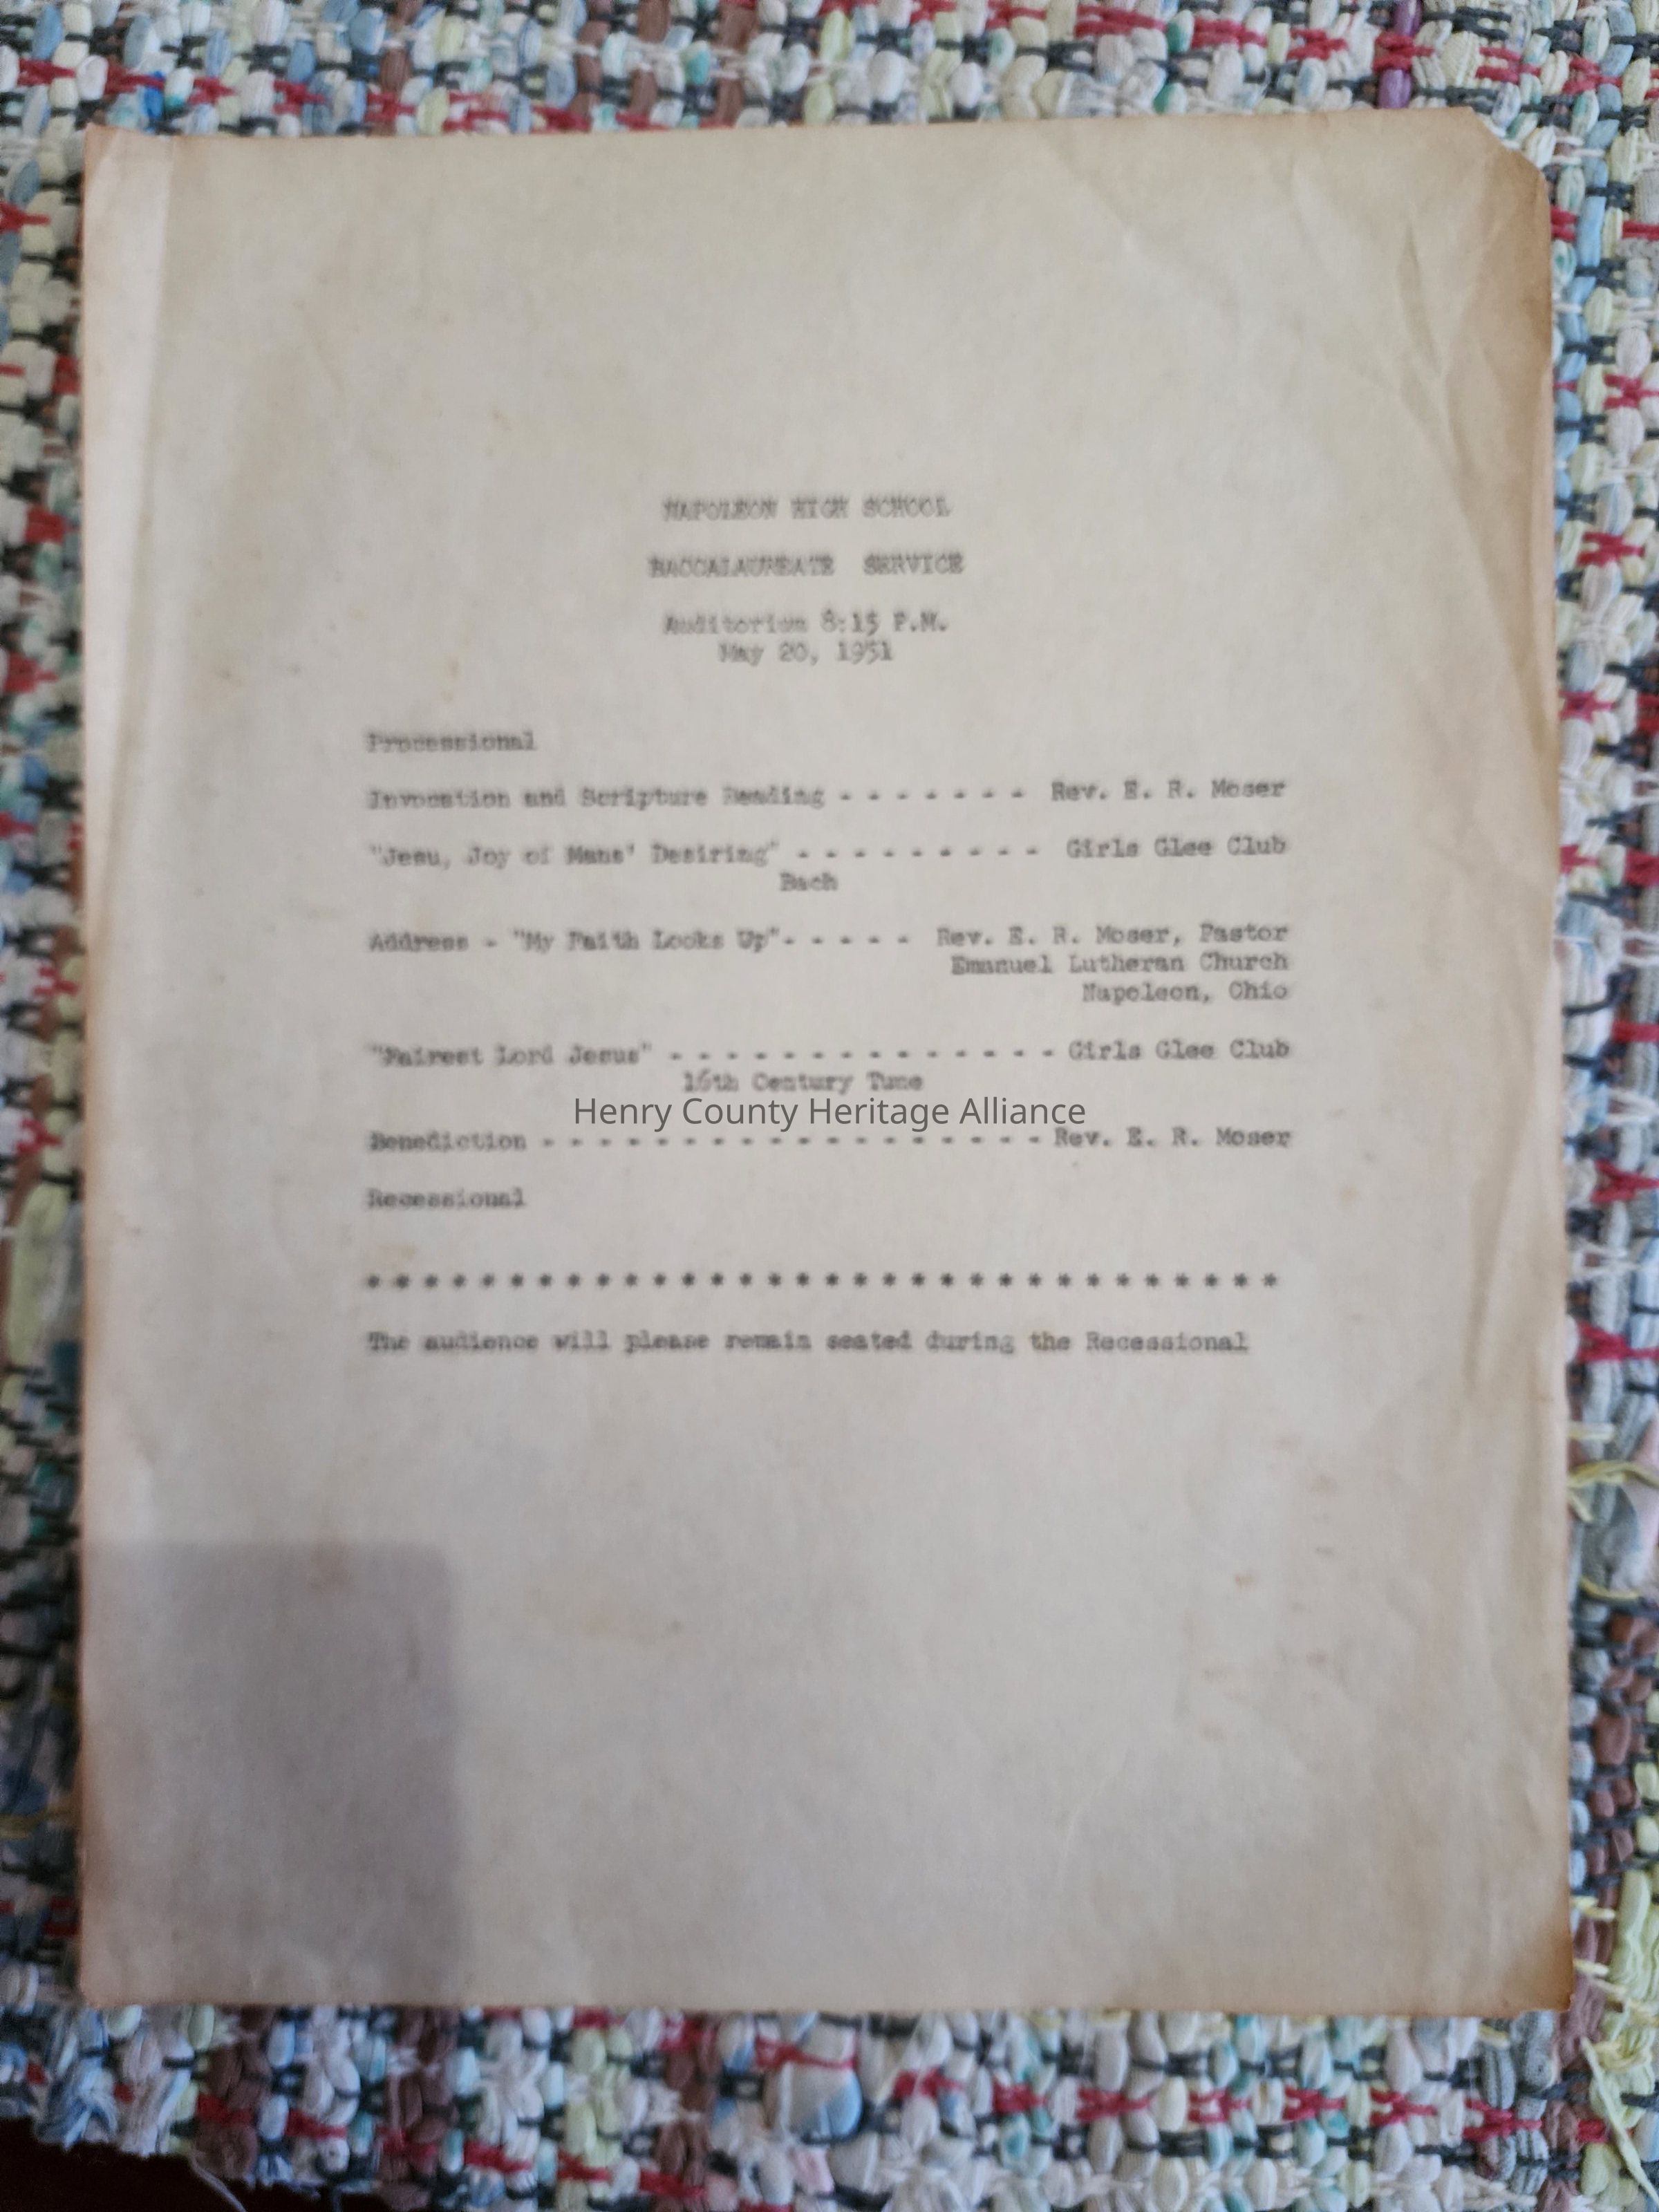 NAPOLEON HIGH SCHOOL
BACCALAUREATE SERVICE
Auditorium 8:15 P.M.
May 20, 1951
Processional
Invocation and Scripture Reading - - - - - - - Rev. E. R. Moser
"Jesu, Joy of Mans' Desiring" - - - - - - - - - Girls Glee Club
Bach
Address - "My Faith Looks Up"- - - - - Rev. E. R. Moser, Pastor
Emanuel Lutheran Church
Napoleon, Ohio
"Fairest Lord Jesus" - - - - - - - - - - - - - - Girls Glee Club
16th Century Tune
Henry County Heritage Alliance
Benediction - - - - - - - - - - - - - - - - - - Rev. E. R. Moser
Recessional
* * * * * * * * * * * * * * * * * * * * * * * * * * * * * * * *
The audience will please remain seated during the Recessional